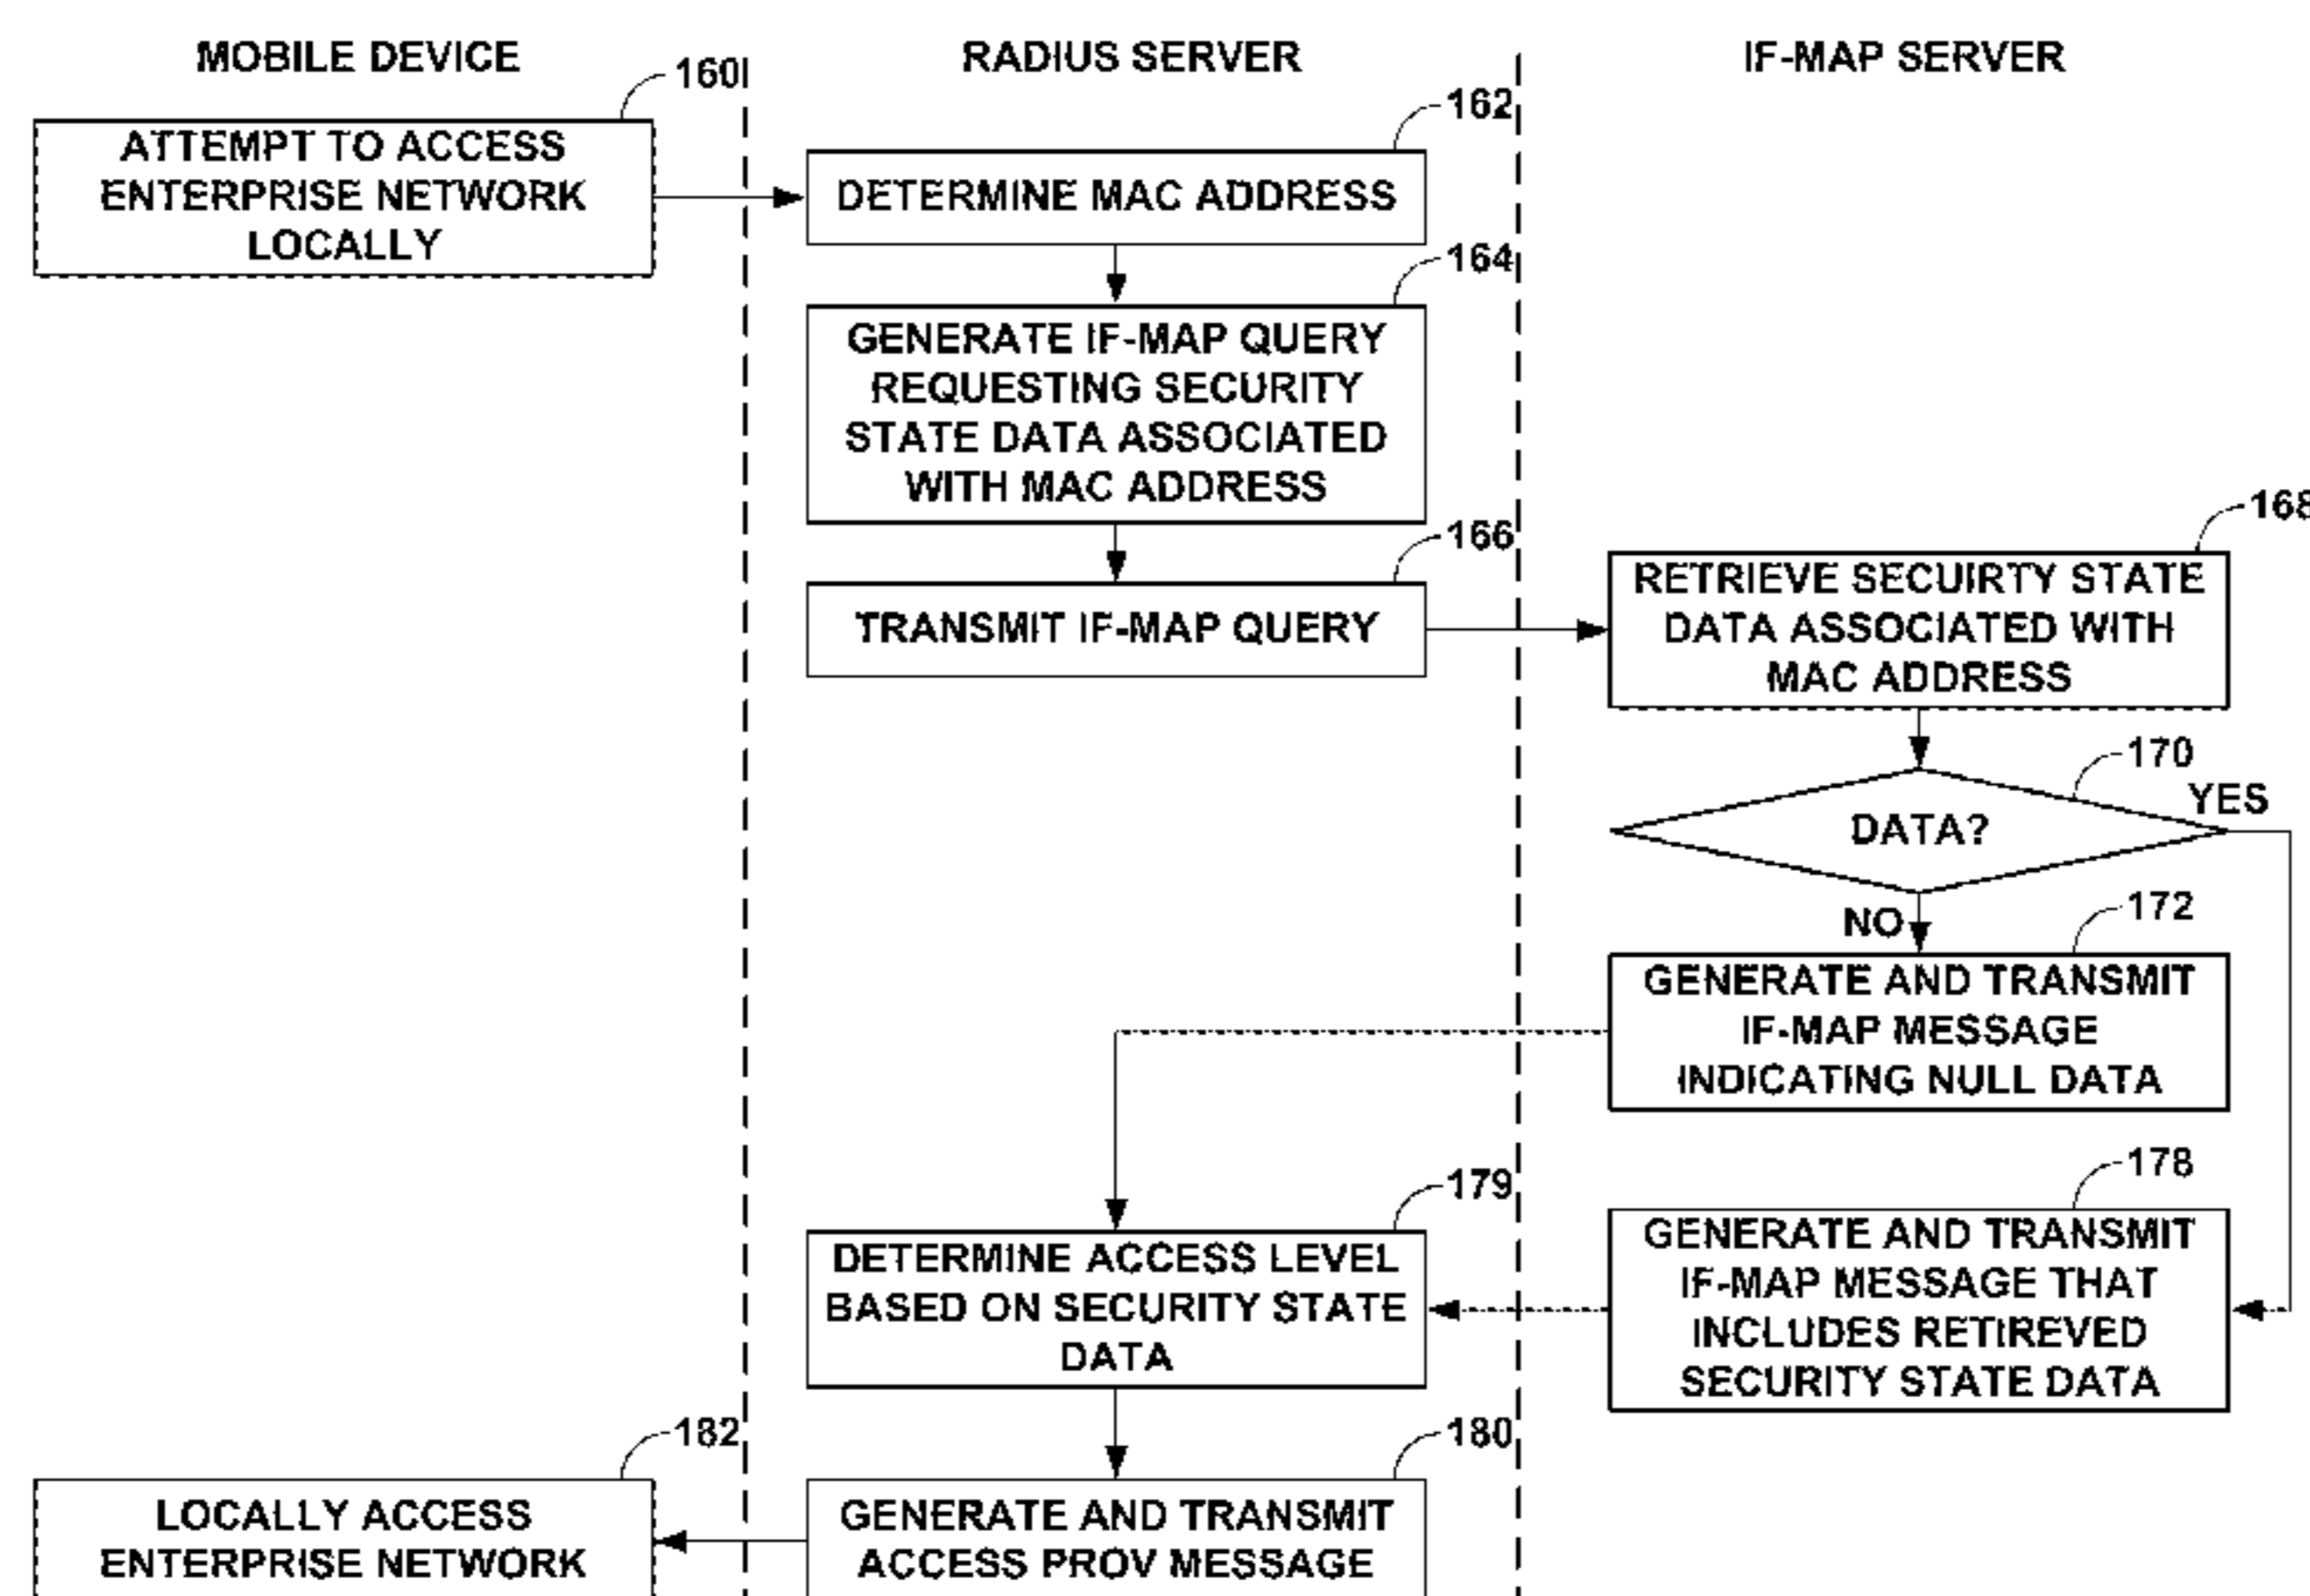 MOBILE DEVICE
RADIUS SERVER
IF-MAP SERVER
160
ATTEMPT TO ACCESS
ENTERPRISE NETWORK
LOCALLY
162
DETERMINE MAC ADDRESS
164
GENERATE IF-MAP QUERY
REQUESTING SECURITY
STATE DATA ASSOCIATED
WITH MAC ADDRESS
166
TRANSMIT IF-MAP QUERY
168
RETRIEVE SECUIRTY STATE
DATA ASSOCIATED WITH
MAC ADDRESS
170
DATA?
YES
NO
172
GENERATE AND TRANSMIT
IF-MAP MESSAGE
INDICATING NULL DATA
178
GENERATE AND TRANSMIT
IF-MAP MESSAGE THAT
INCLUDES RETIREVED
SECURITY STATE DATA
179
DETERMINE ACCESS LEVEL
BASED ON SECURITY STATE
DATA
180
GENERATE AND TRANSMIT
ACCESS PROV MESSAGE
182
LOCALLY ACCESS
ENTERPRISE NETWORK